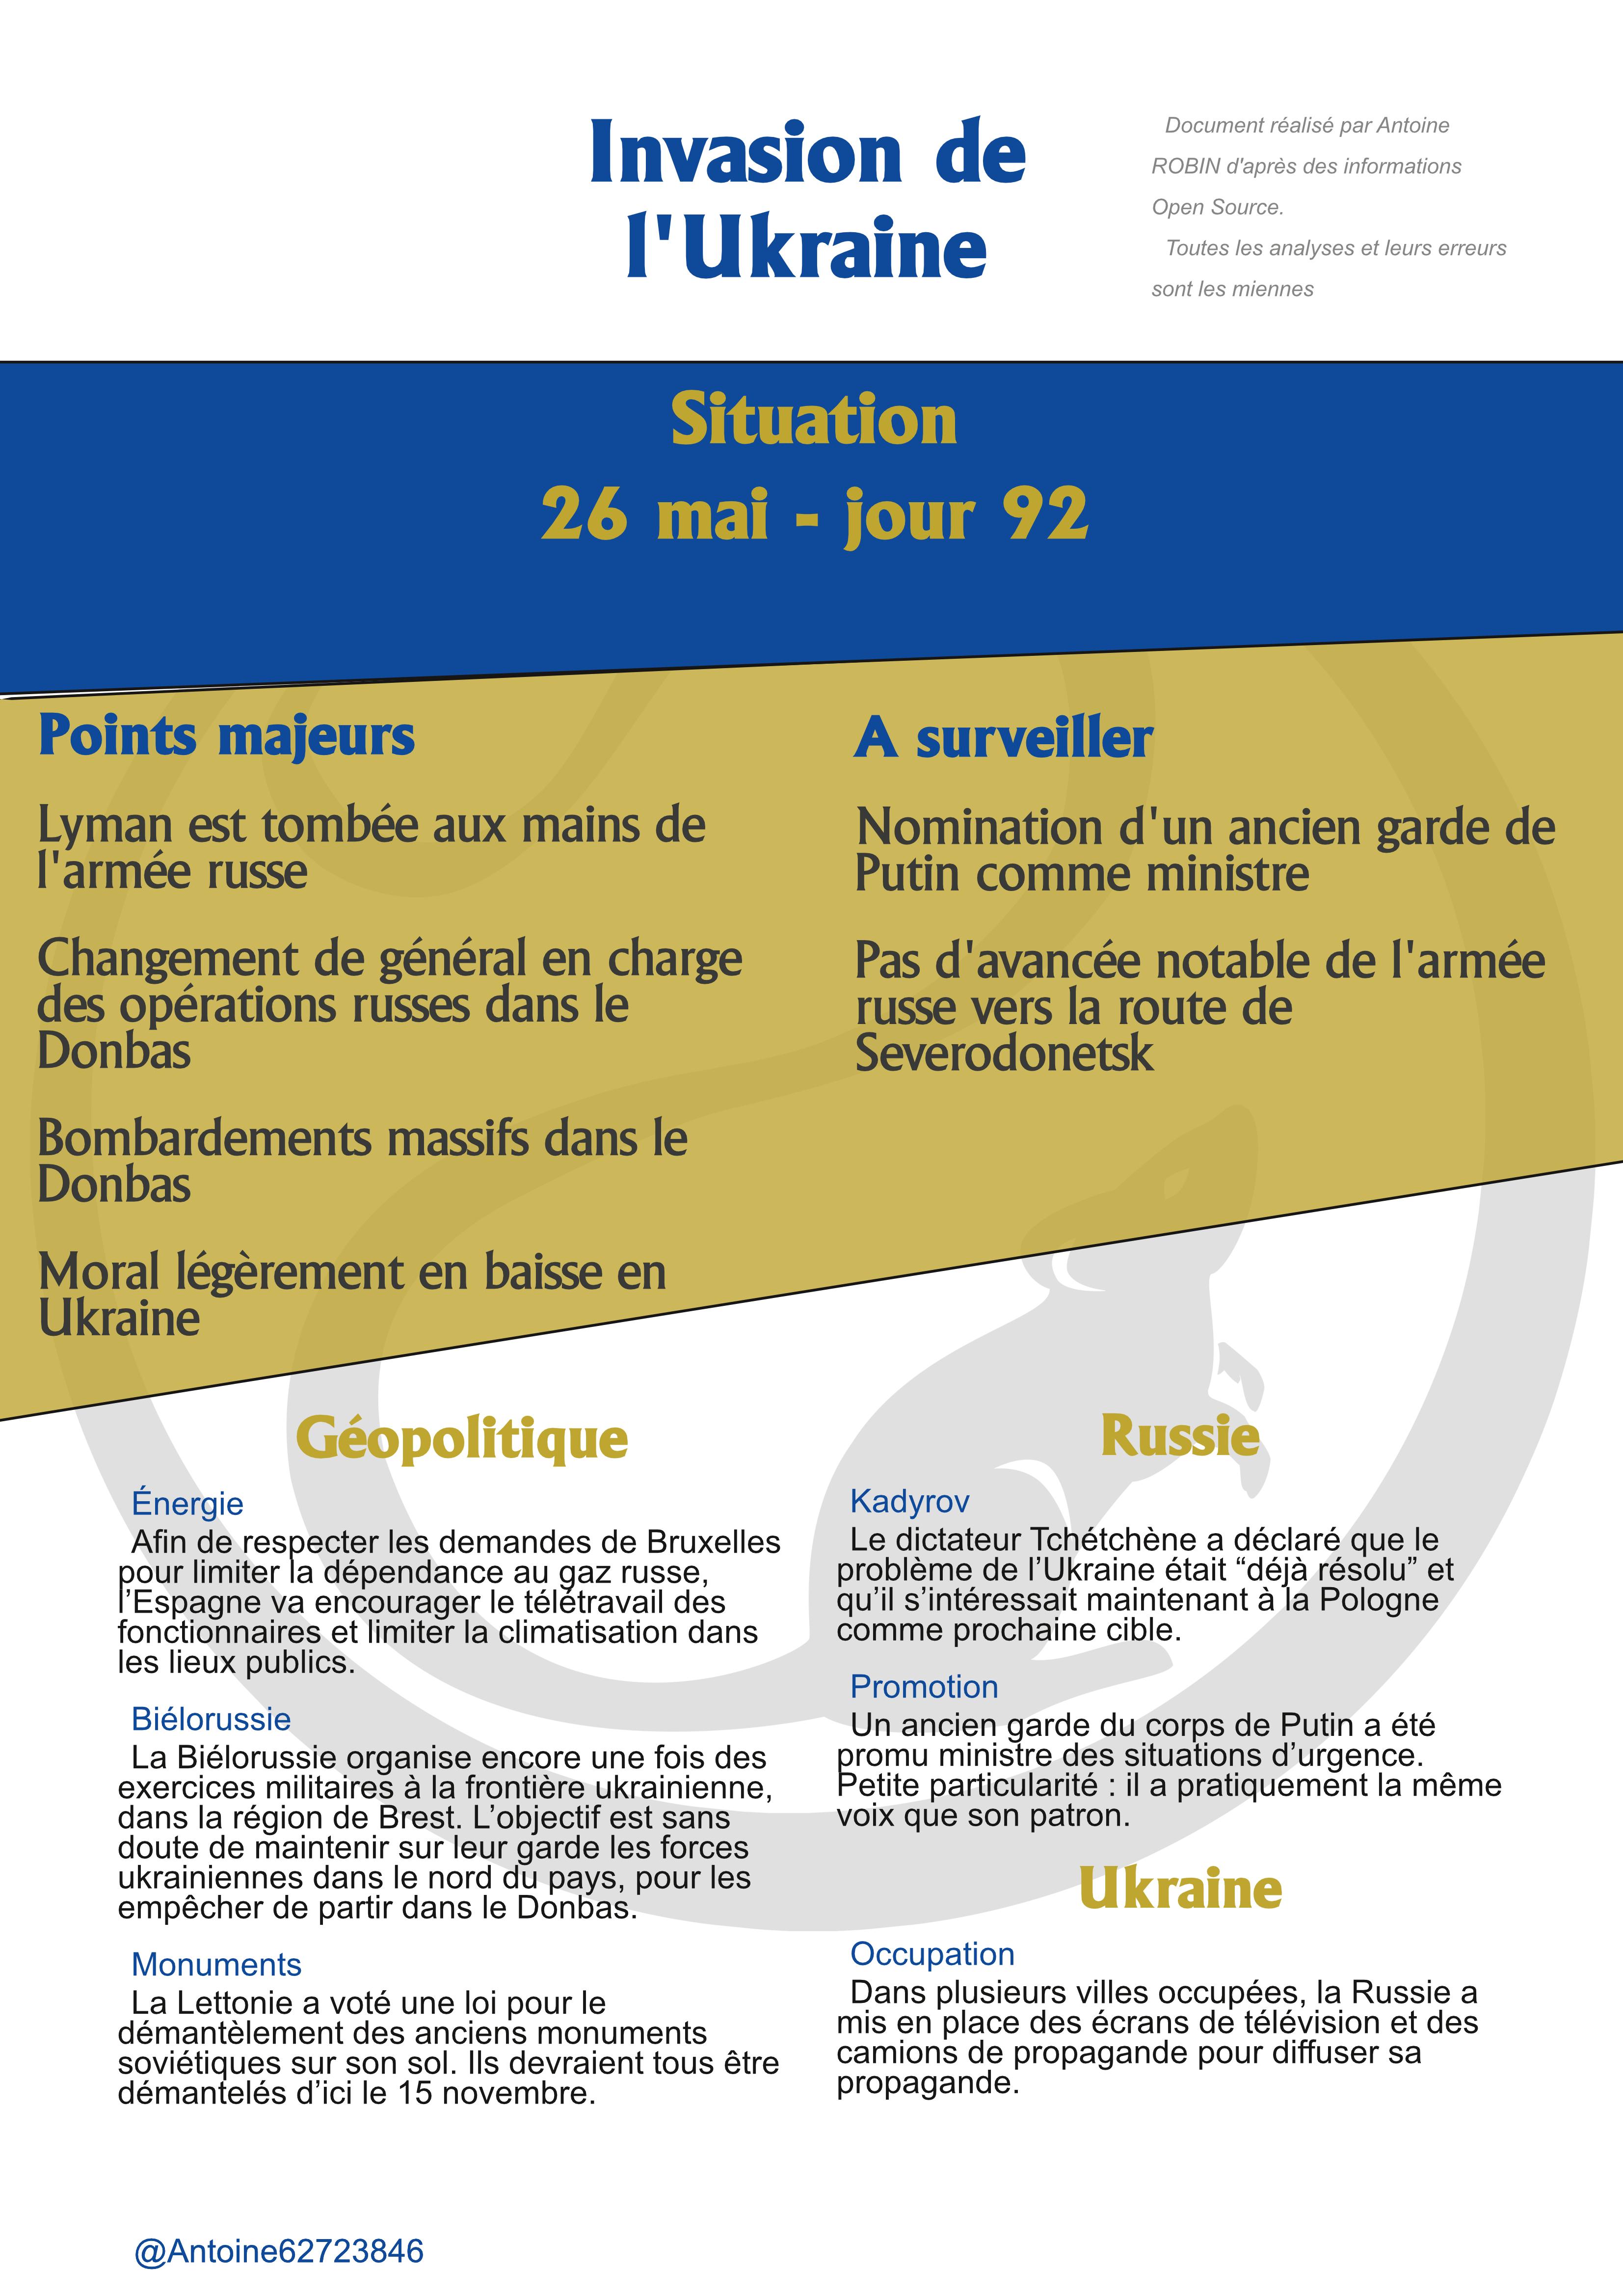 Invasion de
l'Ukraine
Document réalisé par Antoine
ROBIN d'après des informations
Open Source.
Toutes les analyses et leurs erreurs
sont les miennes
Situation
26 mai - jour 92
Points majeurs
Lyman est tombée aux mains de
l'armée russe
Changement de général en charge
des opérations russes dans le
Donbas
Bombardements massifs dans le
Donbas
Moral légèrement en baisse en
Ukraine
A surveiller
Nomination d'un ancien garde de
Putin comme ministre
Pas d'avancée notable de l'armée
russe vers la route de
Severodonetsk
Géopolitique
Énergie
Afin de respecter les demandes de Bruxelles
pour limiter la dépendance au gaz russe,
l’Espagne va encourager le télétravail des
fonctionnaires et limiter la climatisation dans
les lieux publics.
Biélorussie
La Biélorussie organise encore une fois des
exercices militaires à la frontière ukrainienne,
dans la région de Brest. L’objectif est sans
doute de maintenir sur leur garde les forces
ukrainiennes dans le nord du pays, pour les
empêcher de partir dans le Donbas.
Monuments
La Lettonie a voté une loi pour le
démantèlement des anciens monuments
soviétiques sur son sol. Ils devraient tous être
démantelés d’ici le 15 novembre.
Russie
Kadyrov
Le dictateur Tchétchène a déclaré que le
problème de l’Ukraine était “déjà résolu” et
qu’il s’intéressait maintenant à la Pologne
comme prochaine cible.
Promotion
Un ancien garde du corps de Putin a été
promu ministre des situations d’urgence.
Petite particularité : il a pratiquement la même
voix que son patron.
Ukraine
Occupation
Dans plusieurs villes occupées, la Russie a
mis en place des écrans de télévision et des
camions de propagande pour diffuser sa
propagande.
@Antoine62723846